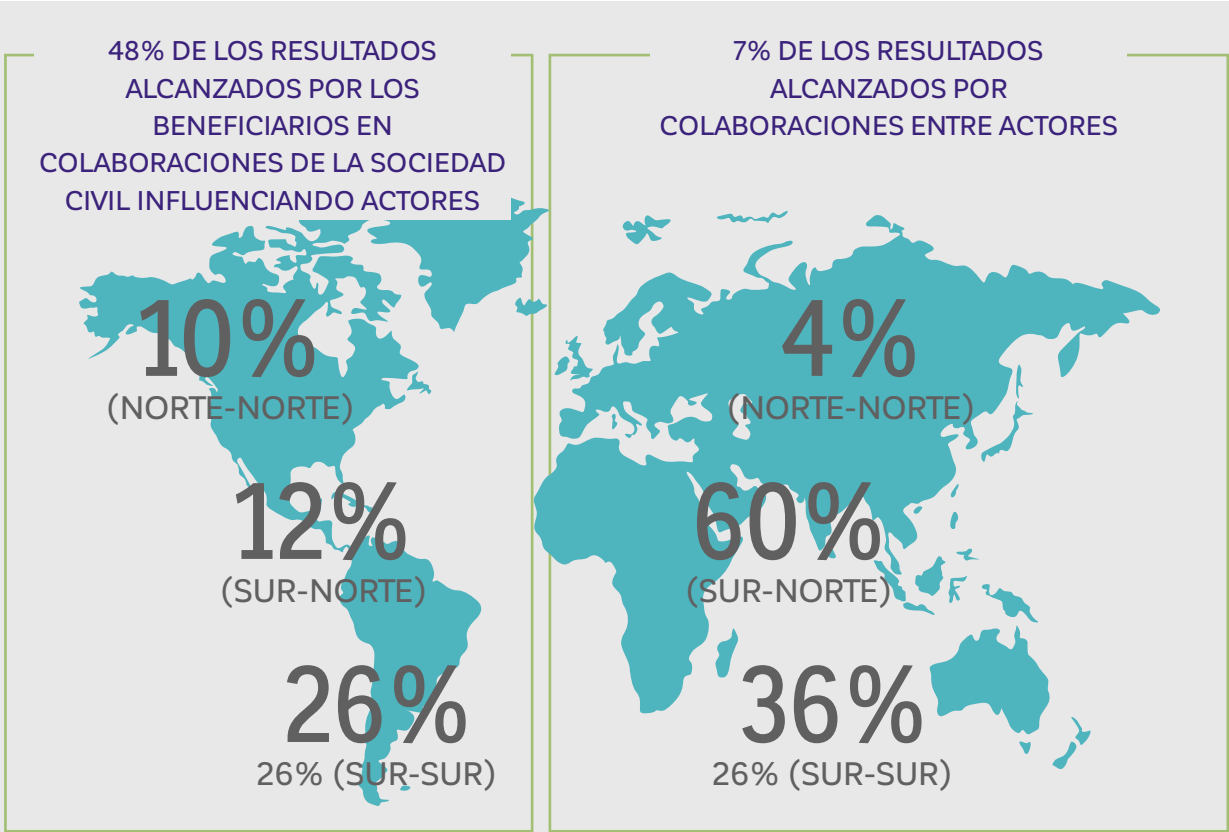 48% DE LOS RESULTADOS
ALCANZADOS POR LOS
BENEFICIARIOS EN
COLABORACIONES DE LA SOCIEDAD
CIVIL INFLUENCIANDO ACTORES
10%
(NORTE-NORTE)
12%
(SUR-NORTE)
26%
26% (SUR-SUR)
7% DE LOS RESULTADOS
ALCANZADOS POR
COLABORACIONES ENTRE ACTORES
4%
(NORTE-NORTE)
60%
(SUR-NORTE)
36%
26% (SUR-SUR)